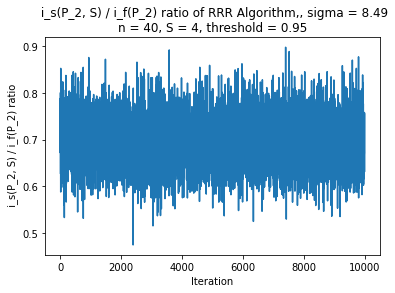 i_s(P_2, S) / i_f(P_2) ratio of RRR Algorithm,, sigma = 8.49
n = 40, S = 4, threshold = 0.95
i_s(P_2, S) / i_f(P_2) ratio
0.9
0.8
0.7
0.6
0.5
0
2000
4000
6000
8000
10000
Iteration